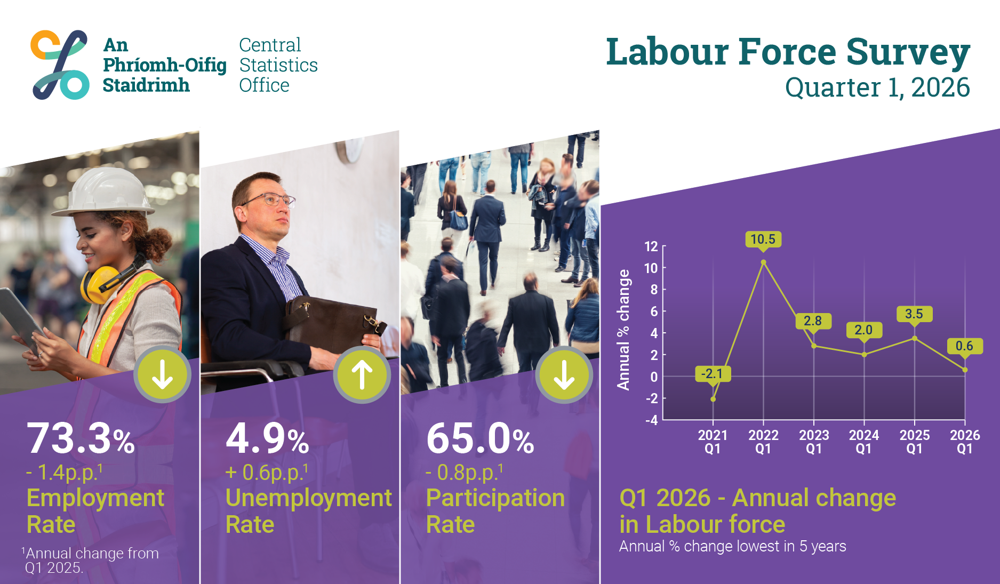 An
Phríomh-Oifig
Staidrimh
Central
Statistics
Office
Labour Force Survey
Quarter 1, 2026
73.3%
- 1.4p.p.¹
Employment
Rate
¹Annual change from
Q1 2025.
4.9%
+ 0.6p.p.¹
Unemployment
Rate
65.0%
- 0.8p.p.¹
Participation
Rate
Annual % change
12
10
8
6
4
2
0
-2
-4
-2.1
10.5
2.8
2.0
3.5
0.6
2021 2022 2023 2024 2025 2026
Q1 Q1 Q1 Q1 Q1 Q1
Q1 2026 - Annual change
in Labour force
Annual % change lowest in 5 years